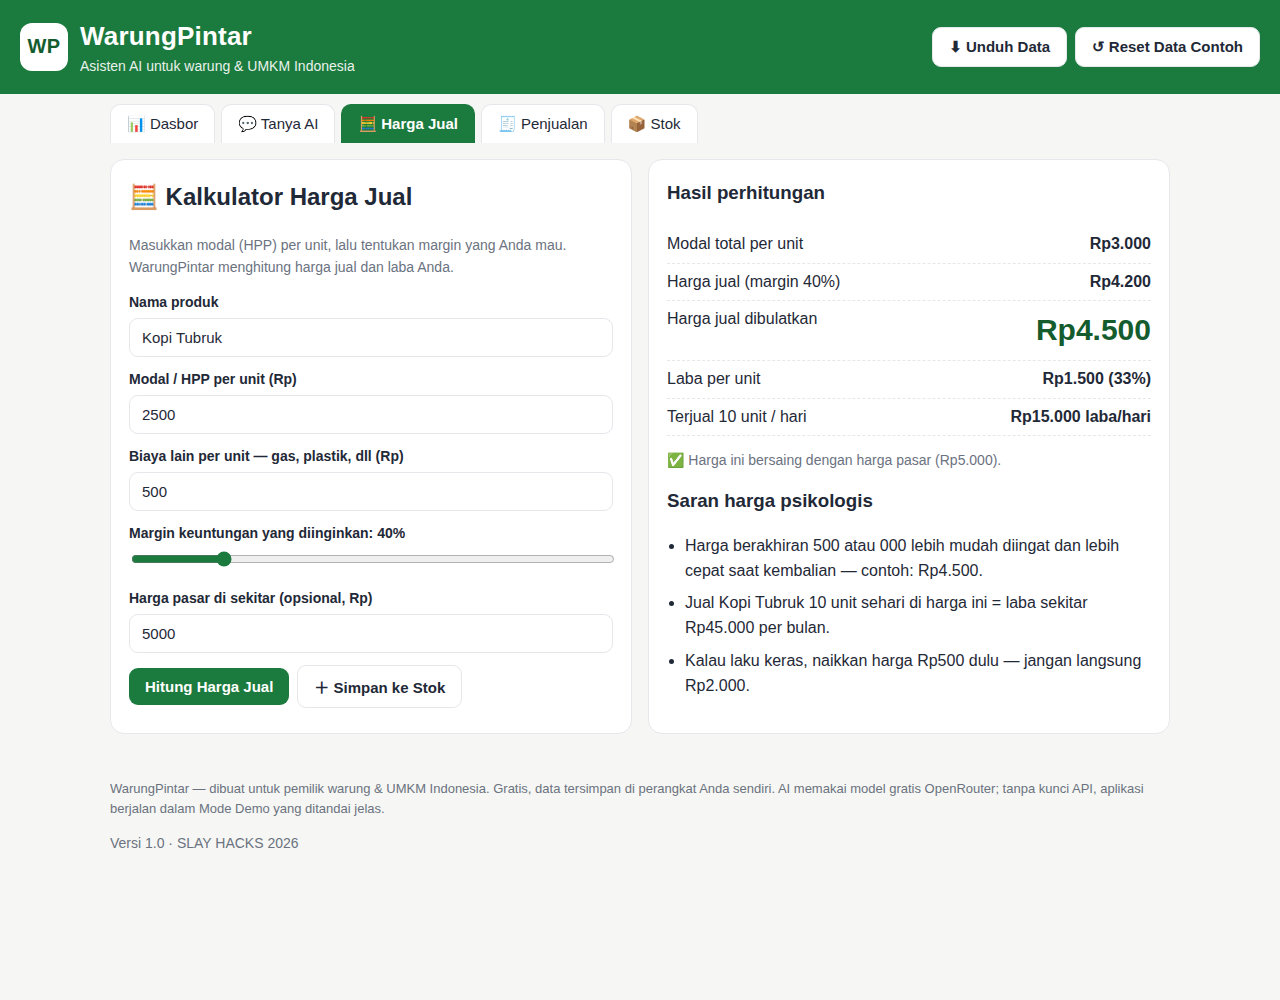 WP
WarungPintar
Asisten AI untuk warung & UMKM Indonesia
⬇ Unduh Data
↺ Reset Data Contoh
📊 Dasbor
💬 Tanya AI
🧮 Harga Jual
🧾 Penjualan
📦 Stok
🧮 Kalkulator Harga Jual
Masukkan modal (HPP) per unit, lalu tentukan margin yang Anda mau.
WarungPintar menghitung harga jual dan laba Anda.
Nama produk
Kopi Tubruk
Modal / HPP per unit (Rp)
2500
Biaya lain per unit — gas, plastik, dll (Rp)
500
Margin keuntungan yang diinginkan: 40%
Harga pasar di sekitar (opsional, Rp)
5000
Hitung Harga Jual
＋ Simpan ke Stok
Hasil perhitungan
Modal total per unit Rp3.000
Harga jual (margin 40%) Rp4.200
Harga jual dibulatkan Rp4.500
Laba per unit Rp1.500 (33%)
Terjual 10 unit / hari Rp15.000 laba/hari
✅ Harga ini bersaing dengan harga pasar (Rp5.000).
Saran harga psikologis
• Harga berakhiran 500 atau 000 lebih mudah diingat dan lebih
cepat saat kembalian — contoh: Rp4.500.
• Jual Kopi Tubruk 10 unit sehari di harga ini = laba sekitar
Rp45.000 per bulan.
• Kalau laku keras, naikkan harga Rp500 dulu — jangan langsung
Rp2.000.
WarungPintar — dibuat untuk pemilik warung & UMKM Indonesia. Gratis, data tersimpan di perangkat Anda sendiri. AI memakai model gratis OpenRouter; tanpa kunci API, aplikasi
berjalan dalam Mode Demo yang ditandai jelas.
Versi 1.0 · SLAY HACKS 2026